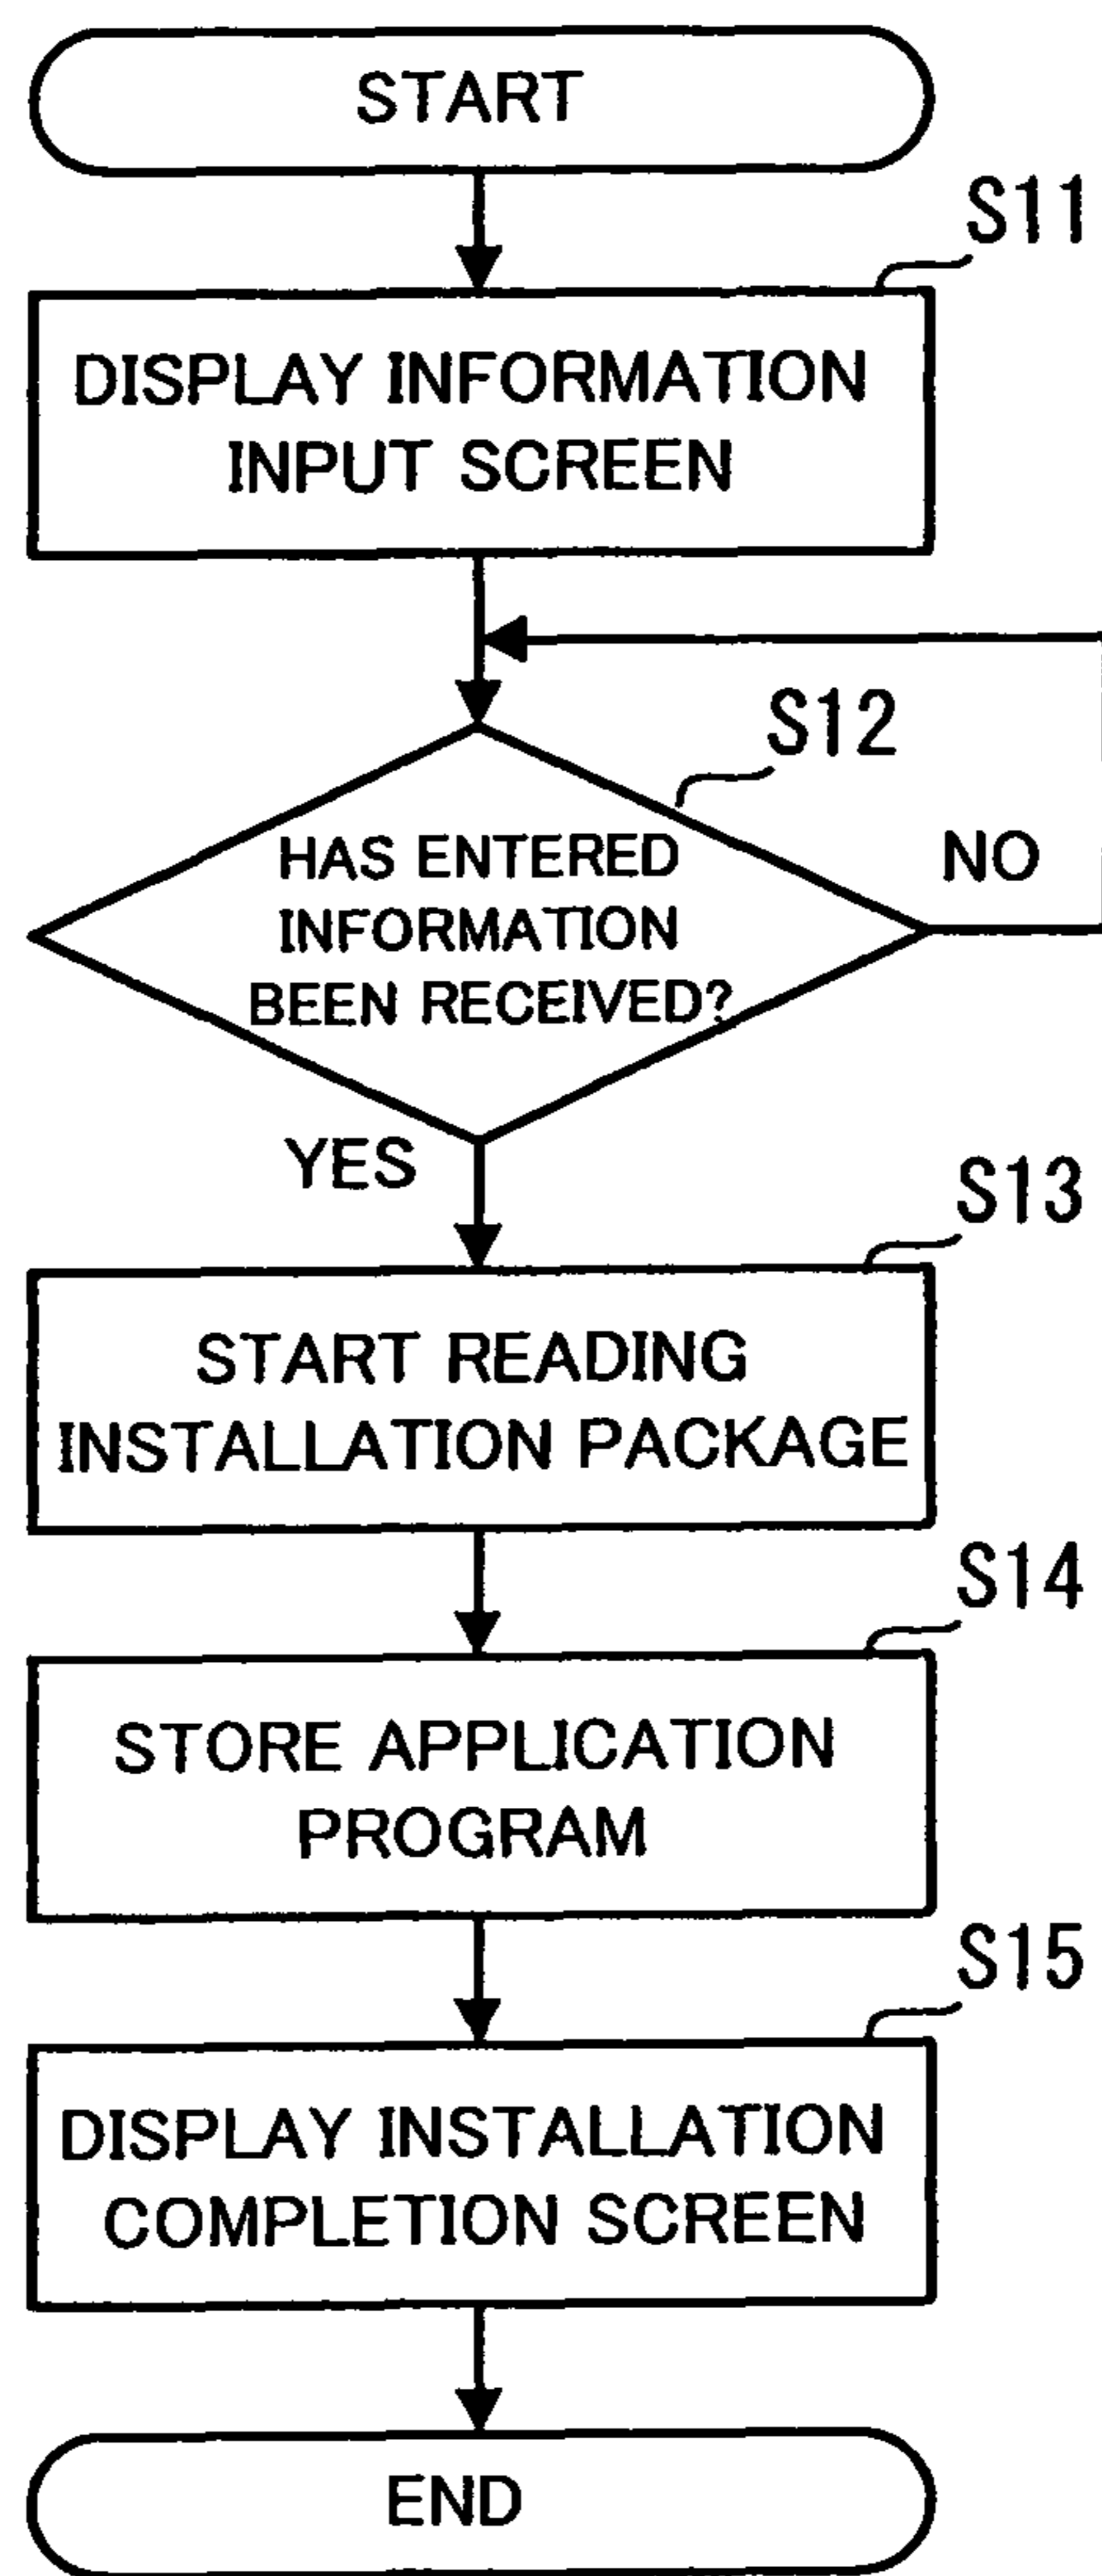 START
S11
DISPLAY INFORMATION
INPUT SCREEN
S12
HAS ENTERED
INFORMATION
BEEN RECEIVED?
NO
YES
S13
START READING
INSTALLATION PACKAGE
S14
STORE APPLICATION
PROGRAM
S15
DISPLAY INSTALLATION
COMPLETION SCREEN
END